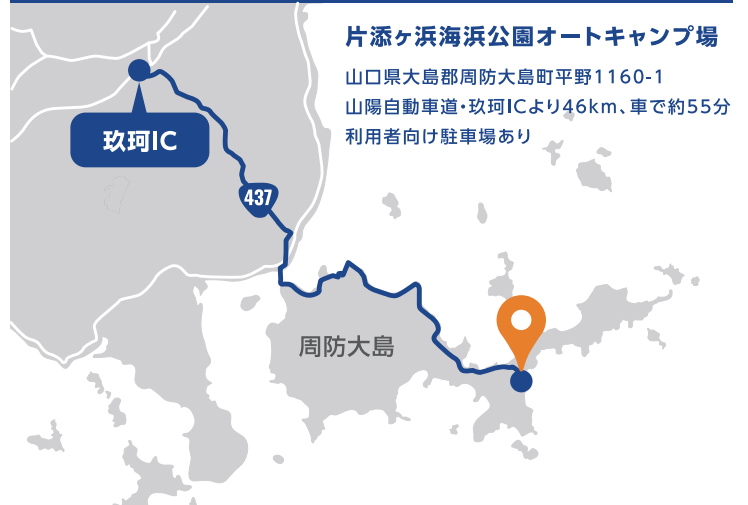 片添ヶ浜海浜公園オートキャンプ場
山口県大島郡周防大島町平野1160-1
山陽自動車道・玖珂ICより46km、車で約55分
利用者向け駐車場あり
玖珂IC
437
周防大島